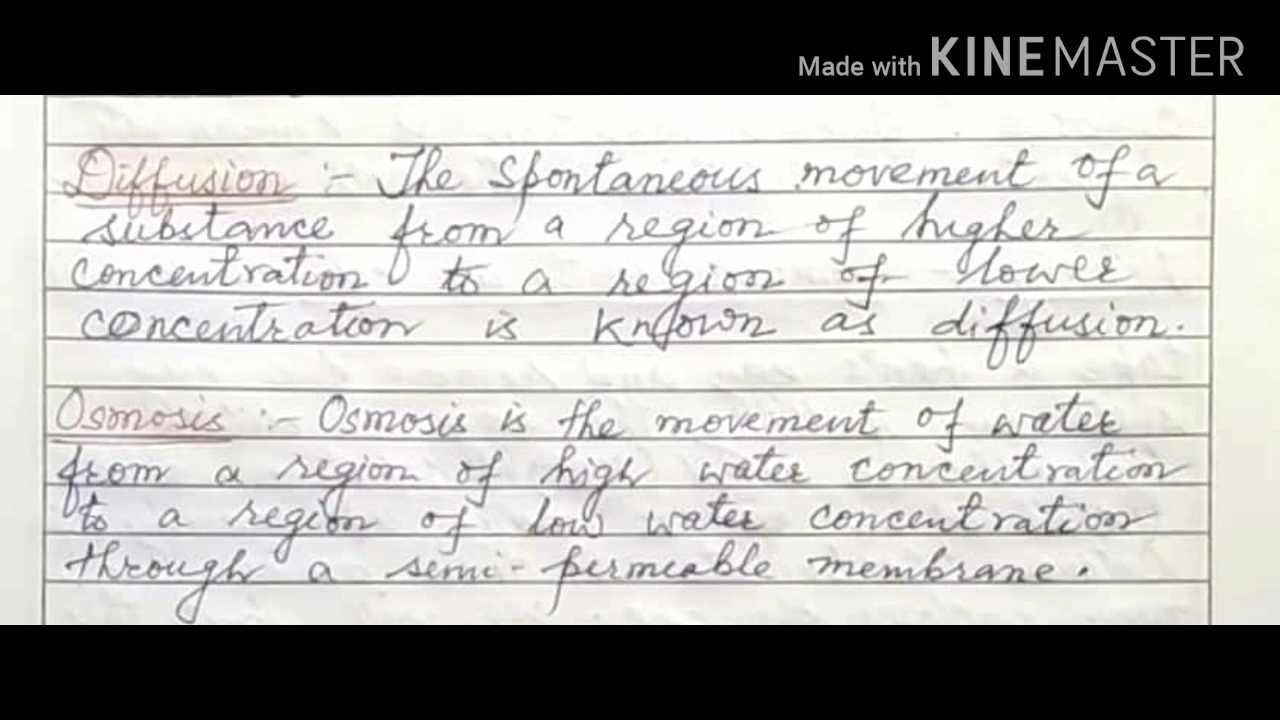 Made with KINEMASTER
Diffusion :- The Spontaneous movement of a
substance from a region of higher
concentration to a region of lower
concentration is known as diffusion.
Osmosis :- Osmosis is the movement of water
from a region of high water concentration
to a region of low water concentration
through a semi-permeable membrane.